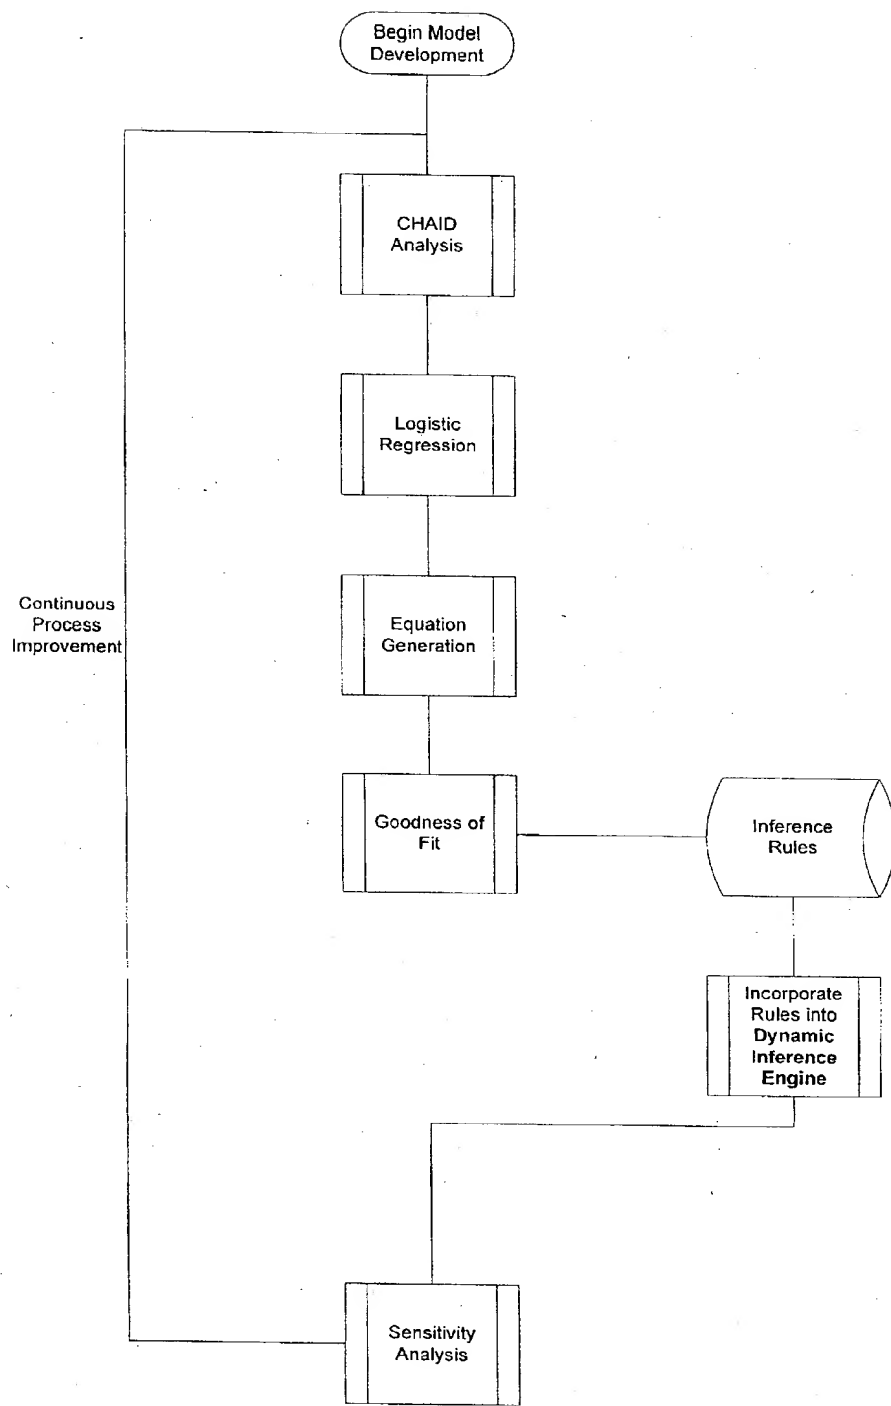 Begin Model
Development
CHAID
Analysis
Logistic
Regression
Equation
Generation
Continuous
Process
Improvement
Goodness of
Fit
Inference
Rules
Incorporate
Rules into
Dynamic
Inference
Engine
Sensitivity
Analysis